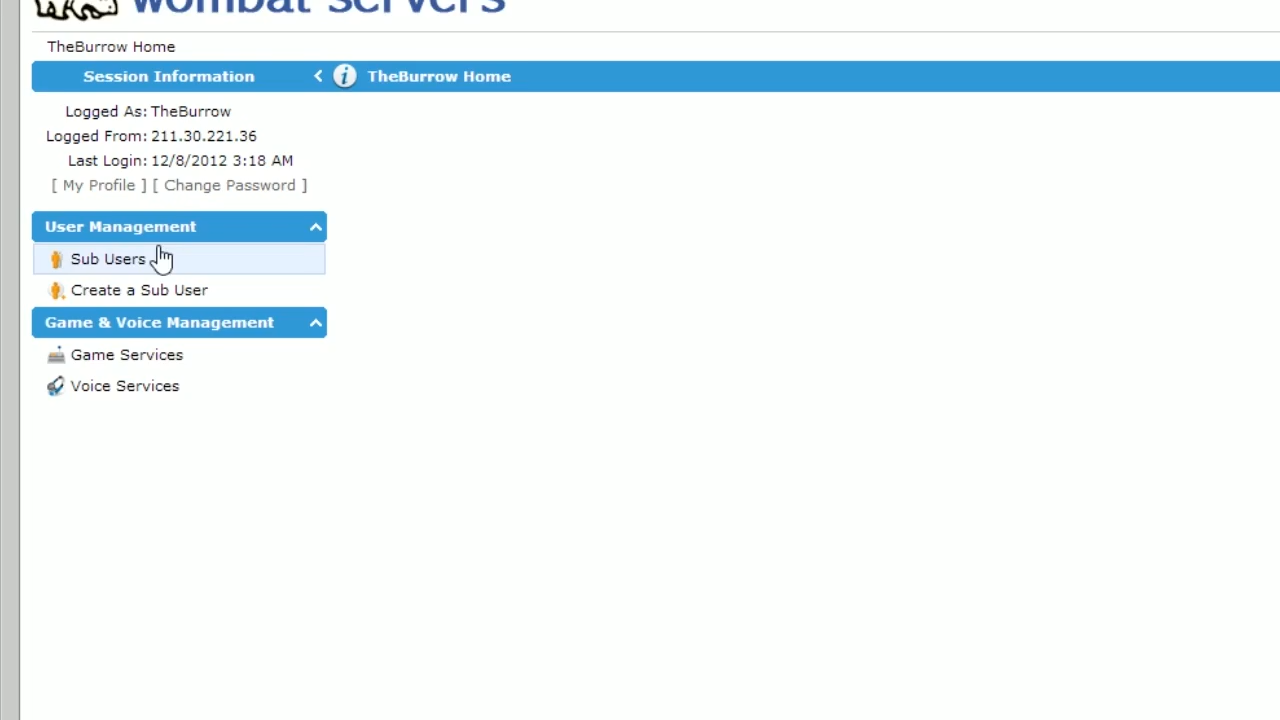 wombat servers
TheBurrow Home
Session Information
TheBurrow Home
Logged As: TheBurrow
Logged From: 211.30.221.36
Last Login: 12/8/2012 3:18 AM
[ My Profile ] [ Change Password ]
User Management
Sub Users
Create a Sub User
Game & Voice Management
Game Services
Voice Services